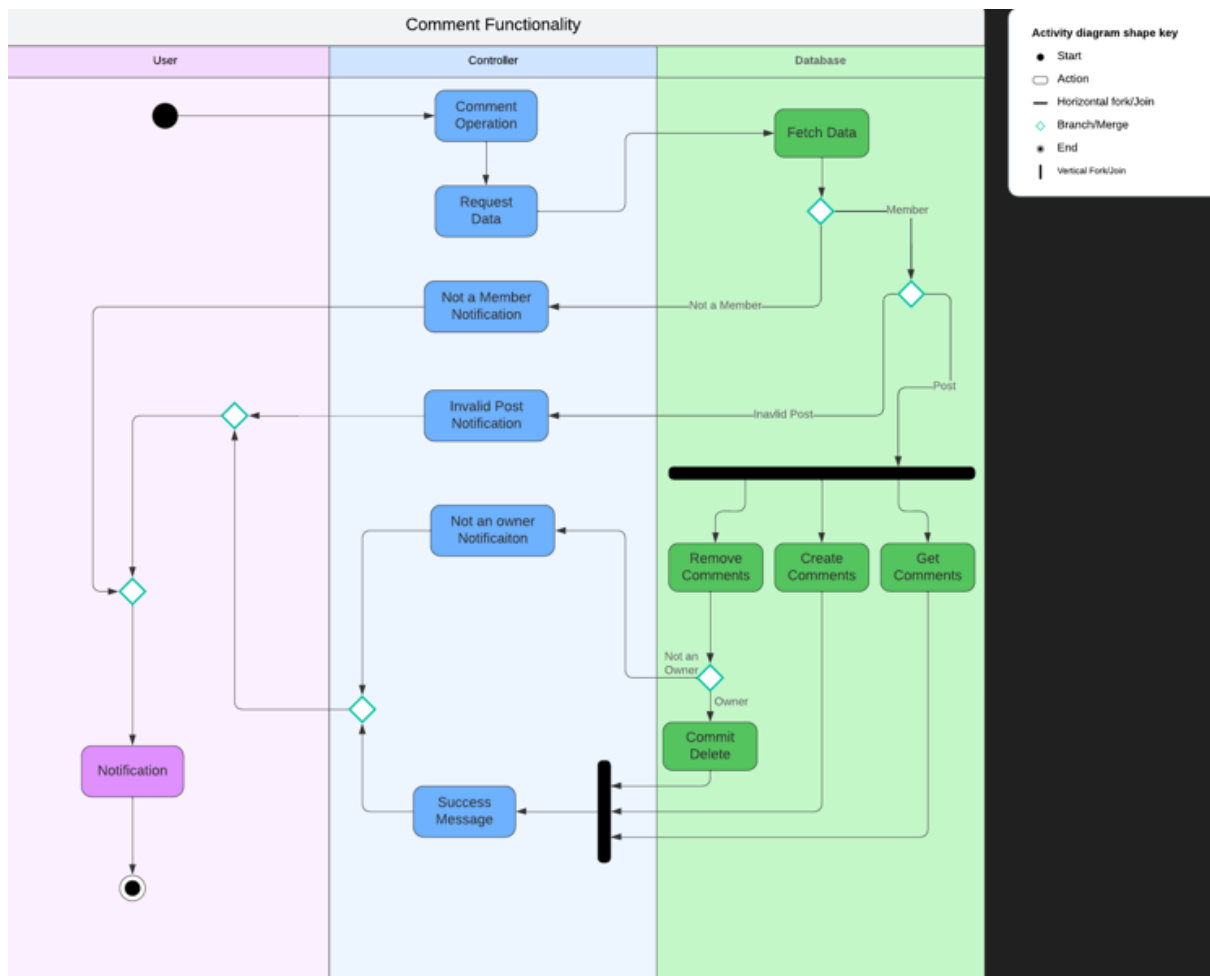 Comment Functionality
User
Controller
Database
Activity diagram shape key
Start
Action
Horizontal fork/Join
Branch/Merge
End
Vertical Fork/Join
Comment
Operation
Fetch Data
Request
Data
Member
Not a Member
Notification
Not a Member
Post
Invalid Post
Notification
Inavlid Post
Not an owner
Notificaiton
Remove
Comments
Create
Comments
Get
Comments
Not an
Owner
Owner
Commit
Delete
Notification
Success
Message